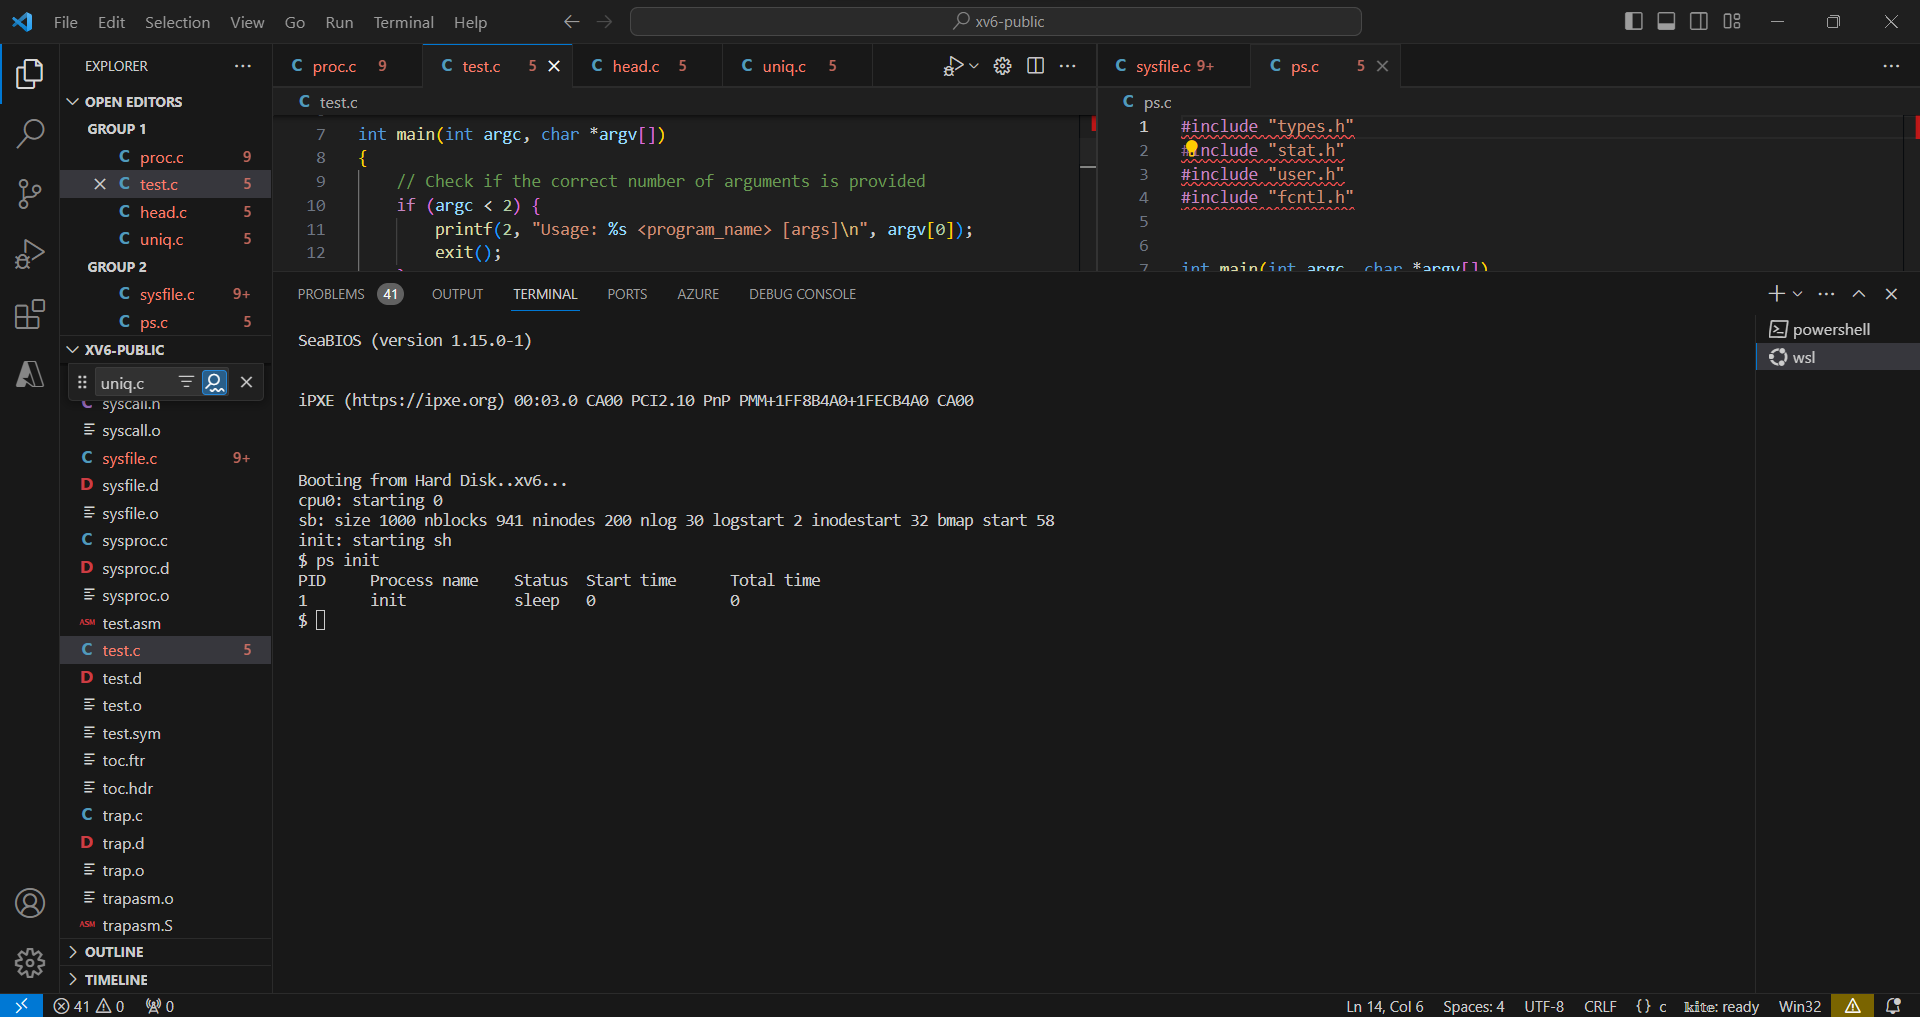 File Edit Selection View Go Run Terminal Help
xv6-public
EXPLORER
OPEN EDITORS
GROUP 1
C proc.c 9
C test.c 5
C head.c 5
C uniq.c 5
GROUP 2
C sysfile.c 9+
C ps.c 5
XV6-PUBLIC
uniq.c
syscall.h
syscall.o
C sysfile.c 9+
D sysfile.d
sysfile.o
C sysproc.c
D sysproc.d
sysproc.o
ASM test.asm
C test.c 5
D test.d
test.o
test.sym
toc.ftr
toc.hdr
C trap.c
D trap.d
trap.o
trapasm.o
ASM trapasm.S
OUTLINE
TIMELINE
C proc.c 9 C test.c 5 C head.c 5 C uniq.c 5
C test.c
7 int main(int argc, char *argv[])
8 {
9 // Check if the correct number of arguments is provided
10 if (argc < 2) {
11 printf(2, "Usage: %s <program_name> [args]\n", argv[0]);
12 exit();
C sysfile.c 9+ C ps.c 5
C ps.c
1 #include "types.h"
2 #include "stat.h"
3 #include "user.h"
4 #include "fcntl.h"
5
6
7 int main(int argc, char *argv[])
PROBLEMS 41 OUTPUT TERMINAL PORTS AZURE DEBUG CONSOLE
SeaBIOS (version 1.15.0-1)
iPXE (https://ipxe.org) 00:03.0 CA00 PCI2.10 PnP PMM+1FF8B4A0+1FECB4A0 CA00
Booting from Hard Disk..xv6...
cpu0: starting 0
sb: size 1000 nblocks 941 ninodes 200 nlog 30 logstart 2 inodestart 32 bmap start 58
init: starting sh
$ ps init
PID Process name Status Start time Total time
1 init sleep 0 0
$
powershell
wsl
41 0 0
Ln 14, Col 6 Spaces: 4 UTF-8 CRLF {} c kite: ready Win32